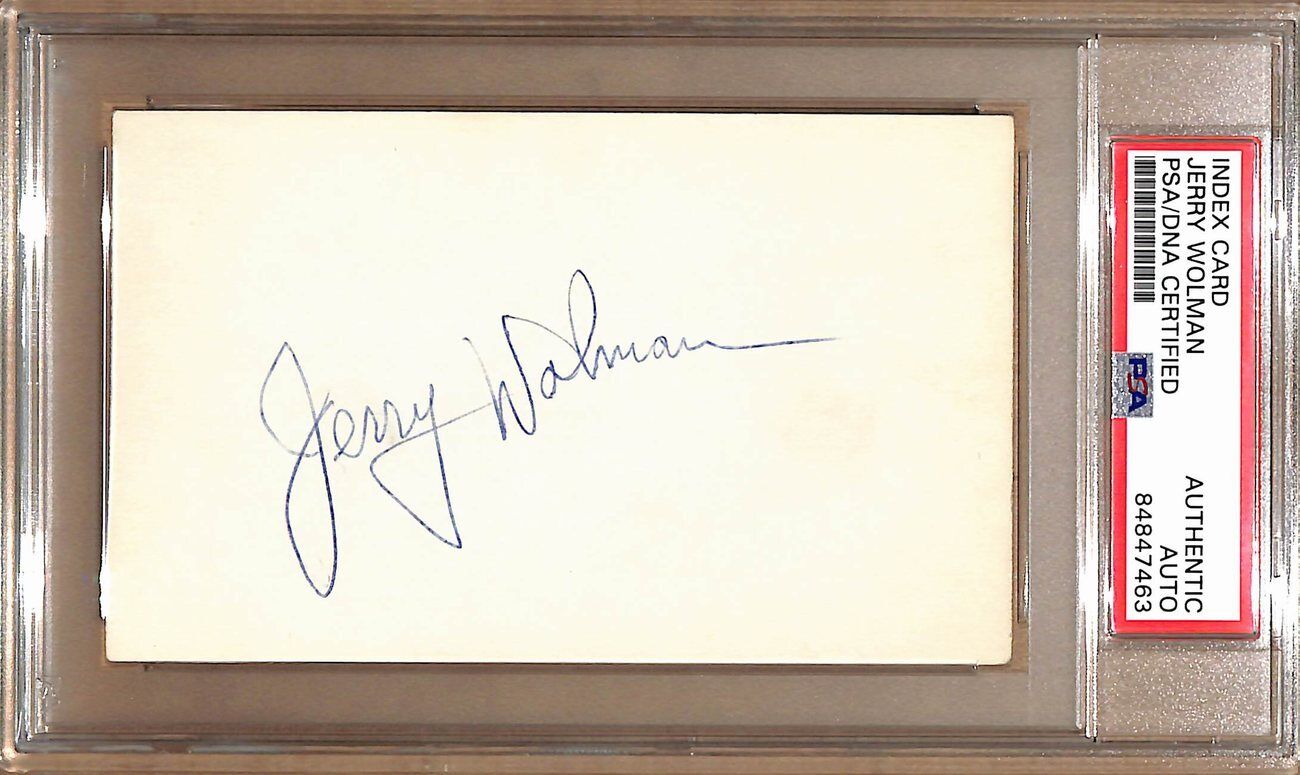 Jerry Wolman
INDEX CARD
JERRY WOLMAN
PSA/DNA CERTIFIED
PSA
AUTHENTIC
AUTO
84847463